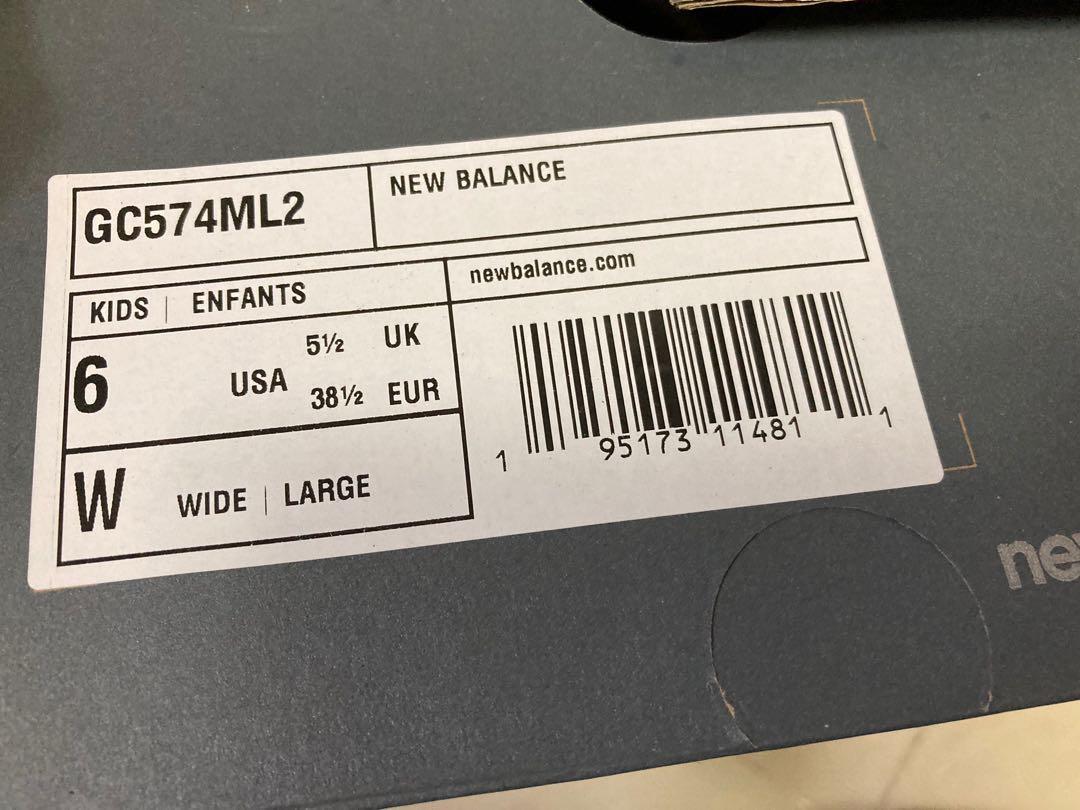 GC574ML2
NEW BALANCE
KIDS | ENFANTS
newbalance.com
6 USA 5½ UK
38½ EUR
W WIDE | LARGE
1 95173 11481 1
ne